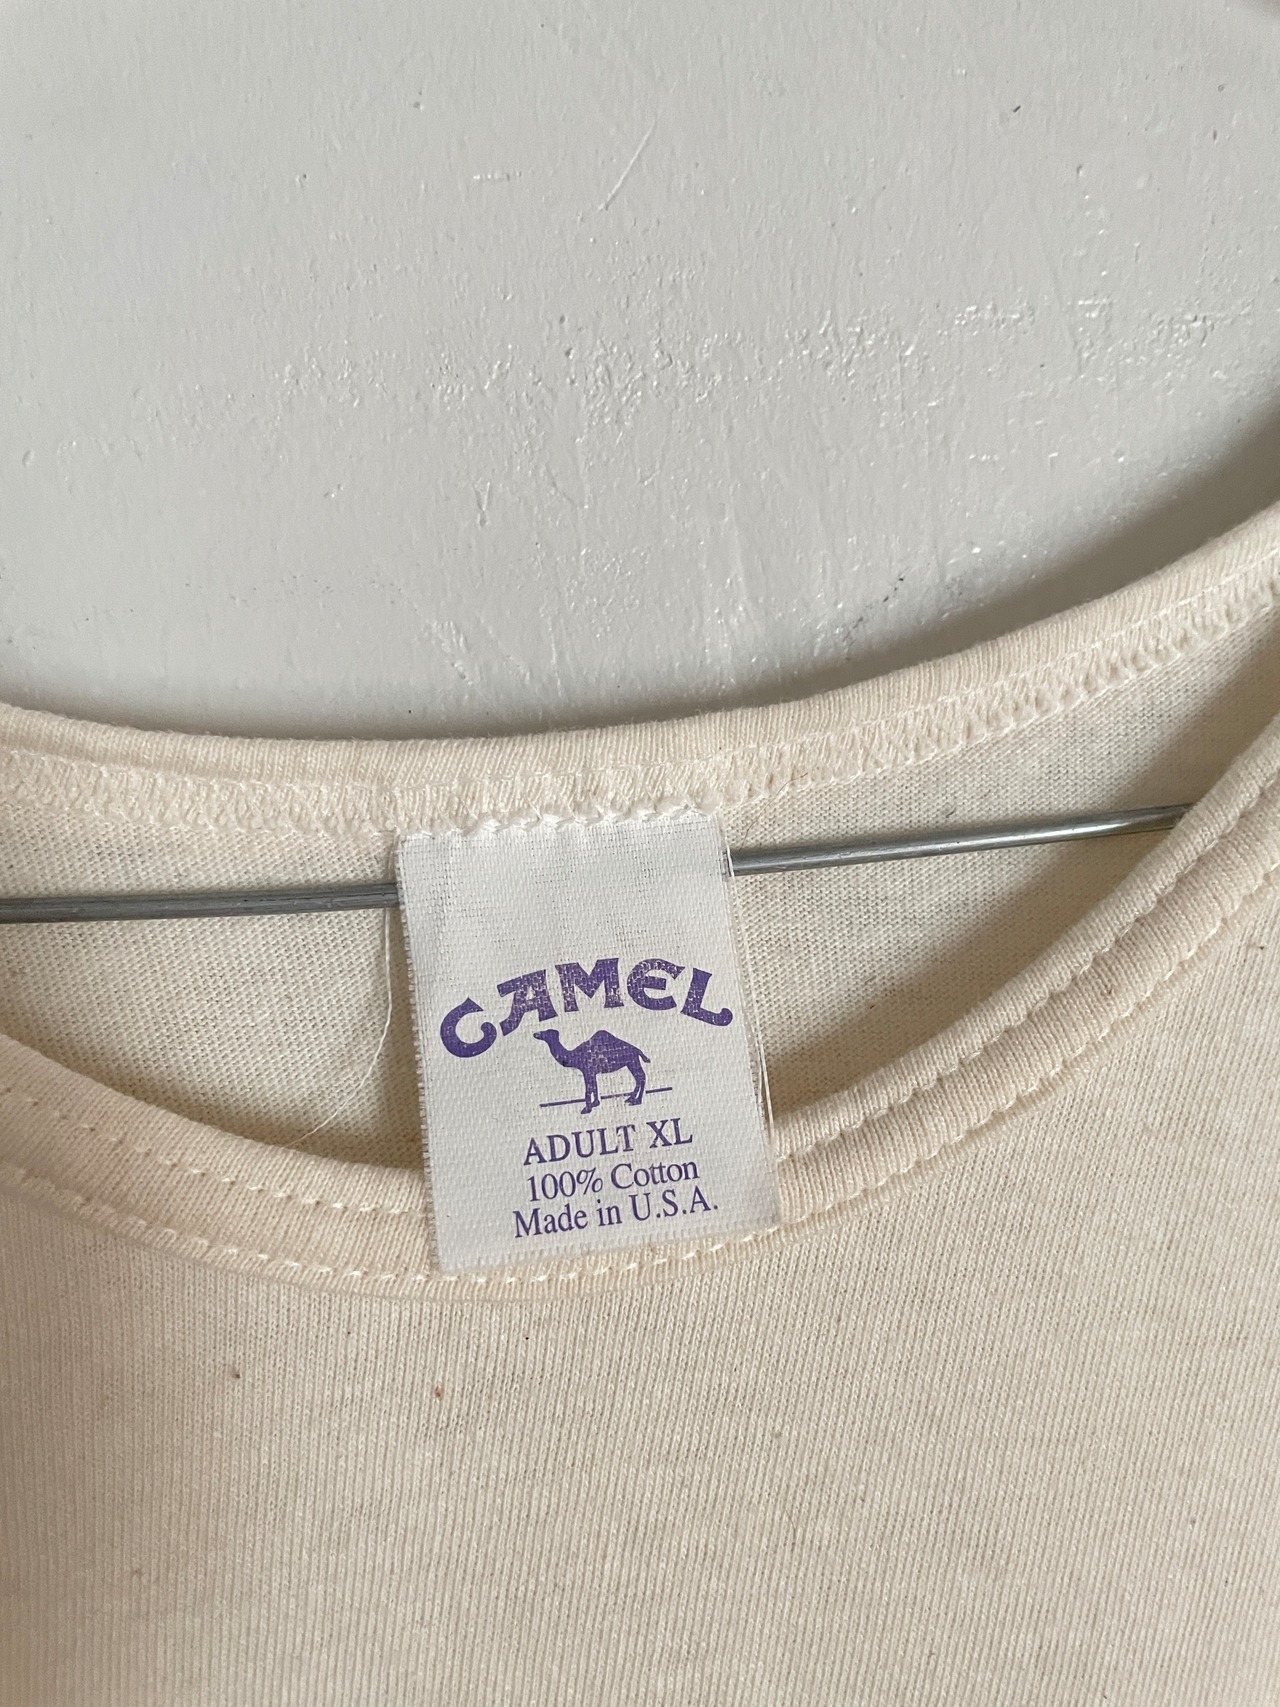 CAMEL
ADULT XL
100% Cotton
Made in U.S.A.